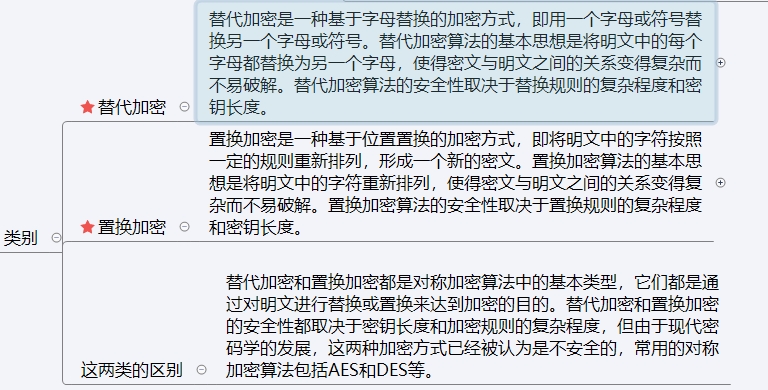 替代加密是一种基于字母替换的加密方式，即用一个字母或符号替
换另一个字母或符号。替代加密算法的基本思想是将明文中的每个
字母都替换为另一个字母，使得密文与明文之间的关系变得复杂而
不易破解。替代加密算法的安全性取决于替换规则的复杂程度和密
钥长度。
替代加密
置换加密是一种基于位置置换的加密方式，即将明文中的字符按照
一定的规则重新排列，形成一个新的密文。置换加密算法的基本思
想是将明文中的字符重新排列，使得密文与明文之间的关系变得复
杂而不易破解。置换加密算法的安全性取决于置换规则的复杂程度
和密钥长度。
置换加密
类别
替代加密和置换加密都是对称加密算法中的基本类型，它们都是通
过对明文进行替换或置换来达到加密的目的。替代加密和置换加密
的安全性都取决于密钥长度和加密规则的复杂程度，但由于现代密
码学的发展，这两种加密方式已经被认为是不安全的，常用的对称
加密算法包括AES和DES等。
这两类的区别